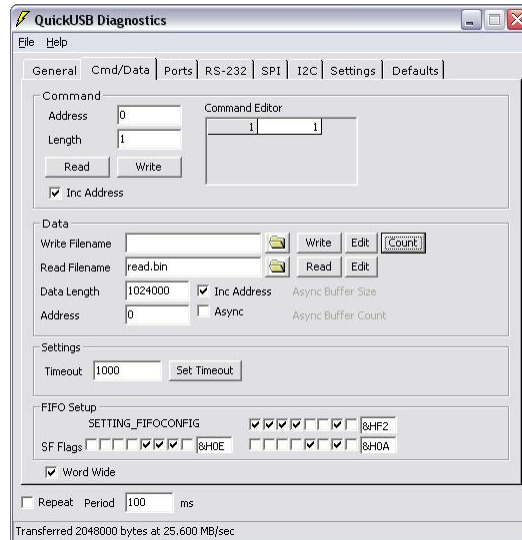 QuickUSB Diagnostics
File Help
General Cmd/Data Ports RS-232 SPI I2C Settings Defaults
Command
Address 0
Length 1
Read Write
Inc Address
Command Editor
1 1
Data
Write Filename Write Edit Count
Read Filename read.bin Read Edit
Data Length 1024000 Inc Address Async Buffer Size
Address 0 Async Async Buffer Count
Settings
Timeout 1000 Set Timeout
FIFO Setup
SETTING_FIFOCONFIG &HF2
SF Flags &H0E &H0A
Word Wide
Repeat Period 100 ms
Transferred 2048000 bytes at 25.600 MB/sec